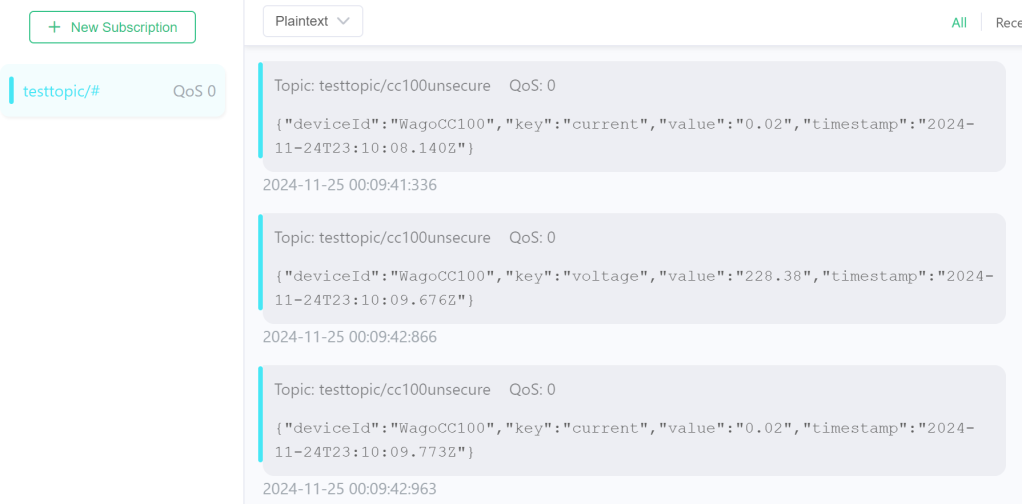 + New Subscription
Plaintext
All
Rece
testtopic/#
QoS 0
Topic: testtopic/cc100unsecure QoS: 0
{"deviceId":"WagoCC100","key":"current","value":"0.02","timestamp":"2024-
11-24T23:10:08.140Z"}
2024-11-25 00:09:41:336
Topic: testtopic/cc100unsecure QoS: 0
{"deviceId":"WagoCC100","key":"voltage","value":"228.38","timestamp":"2024-
11-24T23:10:09.676Z"}
2024-11-25 00:09:42:866
Topic: testtopic/cc100unsecure QoS: 0
{"deviceId":"WagoCC100","key":"current","value":"0.02","timestamp":"2024-
11-24T23:10:09.773Z"}
2024-11-25 00:09:42:963